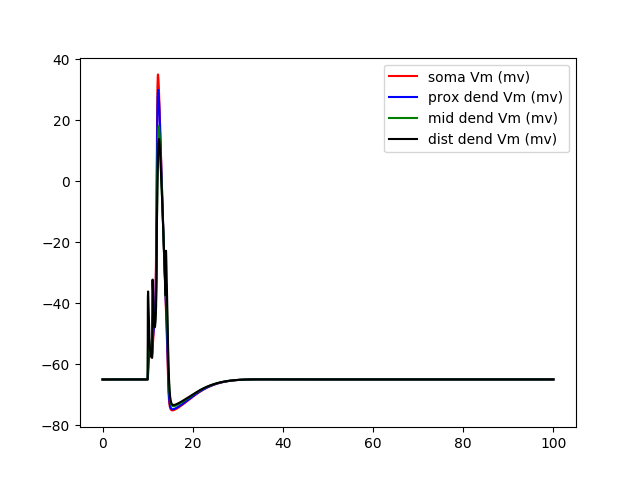 40
20
0
−20
−40
−60
−80
0 20 40 60 80 100
soma Vm (mv)
prox dend Vm (mv)
mid dend Vm (mv)
dist dend Vm (mv)